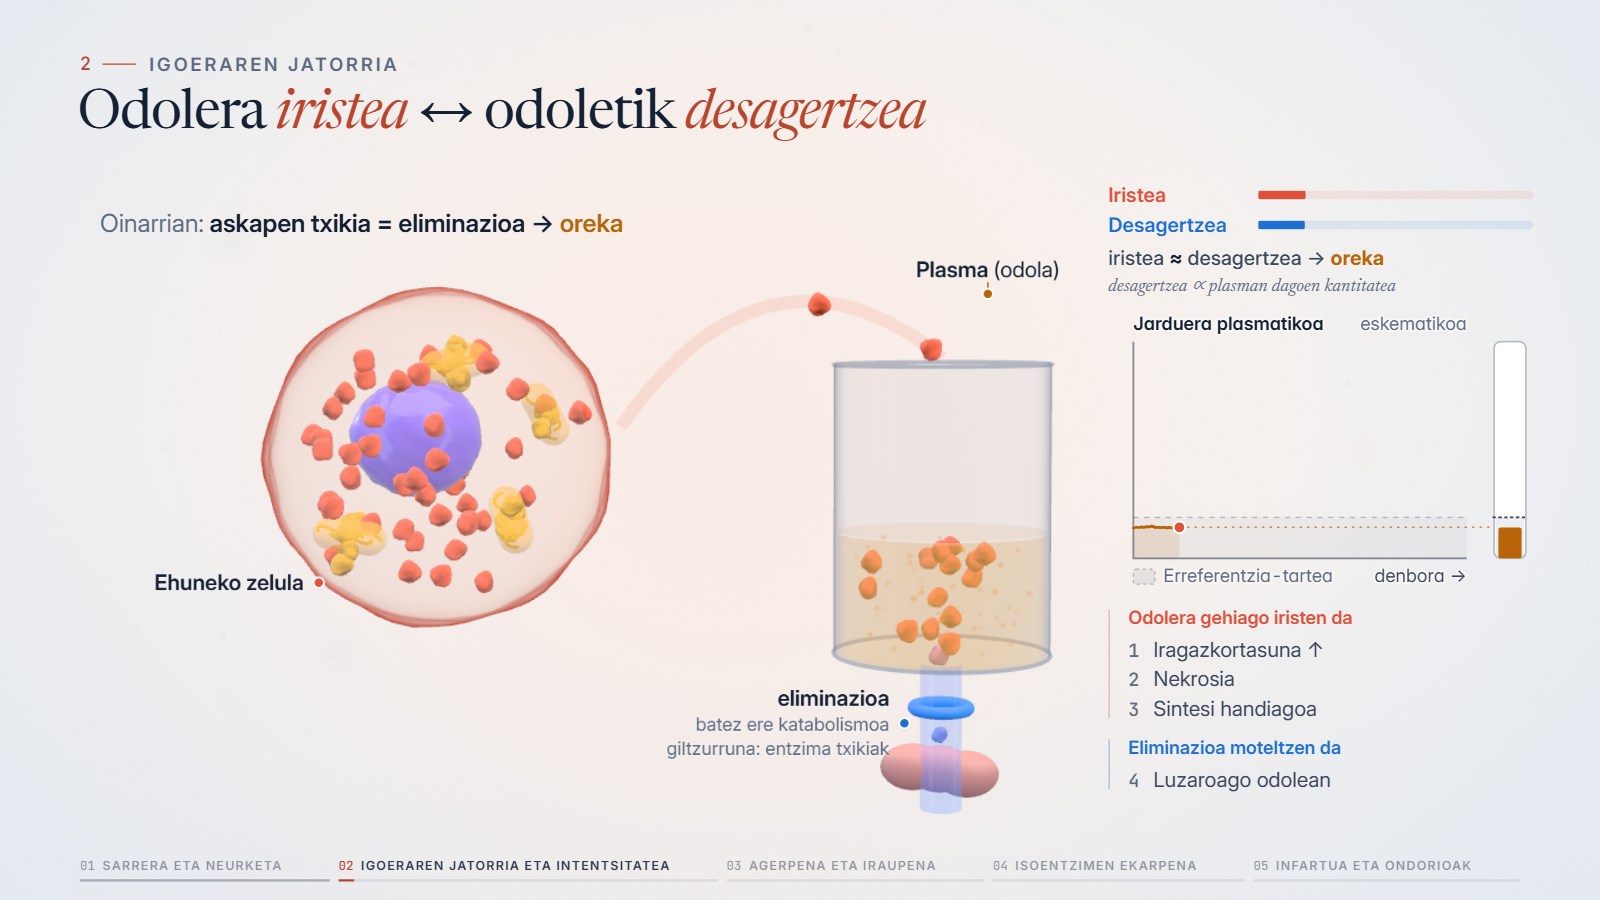 2 — IGOERAREN JATORRIA
Odolera iristea ↔ odoletik desagertzea
Oinarrian: askapen txikia = eliminazioa → oreka
Plasma (odola)
Ehuneko zelula
eliminazioa
batez ere katabolismoa
giltzurruna: entzima txikiak
Iristea
Desagertzea
iristea ≈ desagertzea → oreka
desagertzea ∝ plasman dagoen kantitatea
Jarduera plasmatikoa eskematikoa
Erreferentzia-tartea denbora →
Odolera gehiago iristen da
1 Iragazkortasuna ↑
2 Nekrosia
3 Sintesi handiagoa
Eliminazioa moteltzen da
4 Luzaroago odolean
01 SARRERA ETA NEURKETA
02 IGOERAREN JATORRIA ETA INTENTSITATEA
03 AGERPENA ETA IRAUPENA
04 ISOENTZIMEN EKARPENA
05 INFARTUA ETA ONDORIOAK